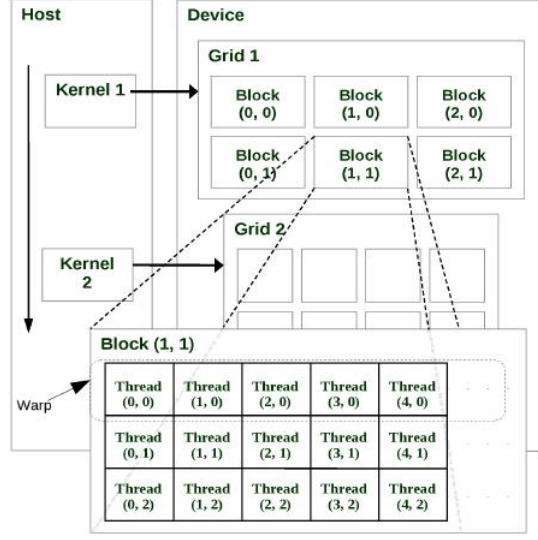 Host
Device
Grid 1
Kernel 1
Block
(0, 0)
Block
(1, 0)
Block
(2, 0)
Block
(0, 1)
Block
(1, 1)
Block
(2, 1)
Grid 2
Kernel
2
Block (1, 1)
Warp
Thread
(0, 0)
Thread
(1, 0)
Thread
(2, 0)
Thread
(3, 0)
Thread
(4, 0)
Thread
(0, 1)
Thread
(1, 1)
Thread
(2, 1)
Thread
(3, 1)
Thread
(4, 1)
Thread
(0, 2)
Thread
(1, 2)
Thread
(2, 2)
Thread
(3, 2)
Thread
(4, 2)